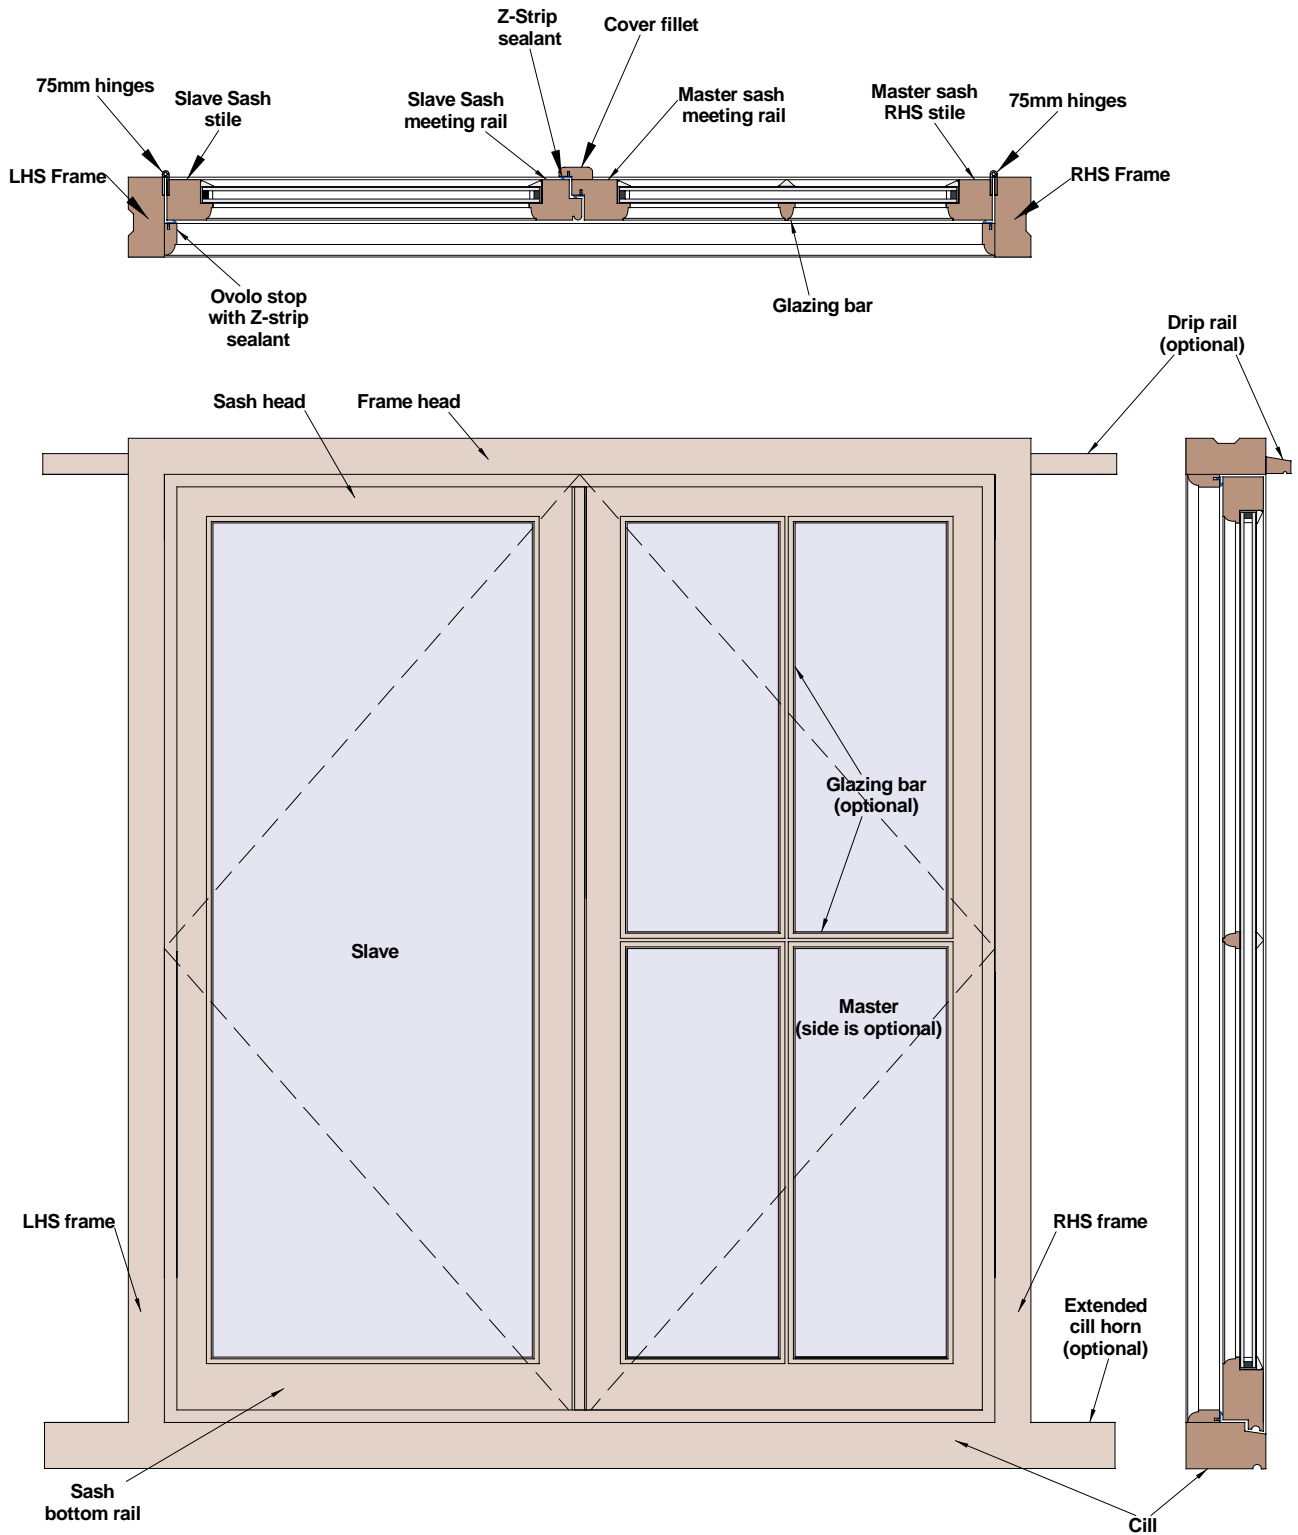 Z-Strip
sealant
Cover fillet
75mm hinges
Slave Sash
stile
Slave Sash
meeting rail
Master sash
meeting rail
Master sash
RHS stile
75mm hinges
LHS Frame
RHS Frame
Ovolo stop
with Z-strip
sealant
Glazing bar
Drip rail
(optional)
Sash head
Frame head
Glazing bar
(optional)
Slave
Master
(side is optional)
LHS frame
RHS frame
Extended
cill horn
(optional)
Sash
bottom rail
Cill